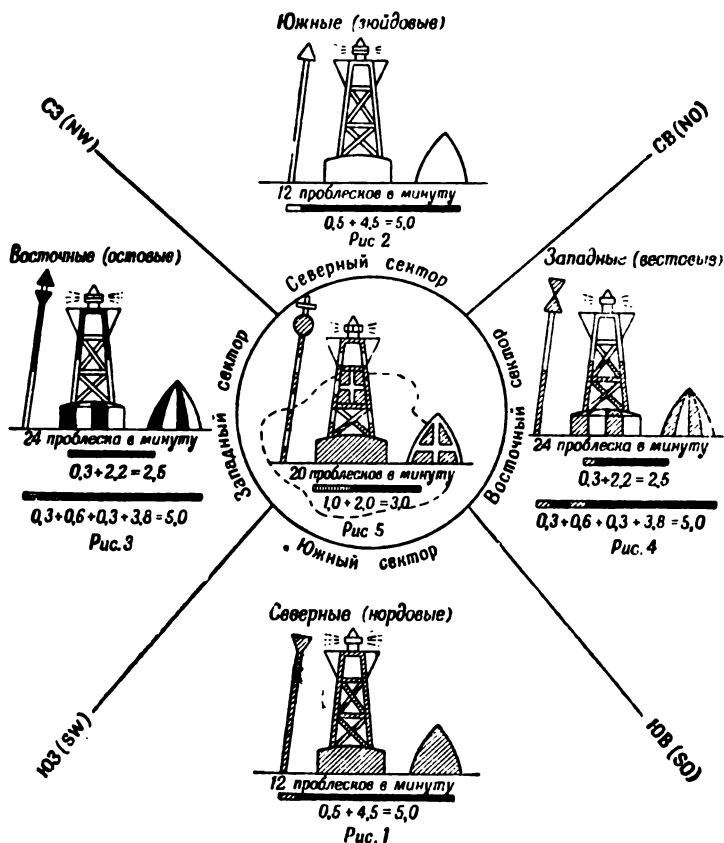 Южные (зюйдовые)
12 проблесков в минуту
0,5 + 4,5 = 5,0
Рис 2
СЗ (NW)
СВ (NO)
Восточные (остовые)
24 проблеска в минуту
0,3+2,2 = 2,5
0,3+0,6+0,3+3,8 = 5,0
Рис. 3
Северный сектор
Западный сектор
Восточный сектор
Южный сектор
20 проблесков в минуту
1,0 + 2,0 = 3,0
Рис 5
Западные (вестовые)
24 проблеска в минуту
0,3+2,2 = 2,5
0,3+0,6+0,3+3,8 = 5,0
Рис. 4
Северные (нордовые)
12 проблесков в минуту
0,5 + 4,5 = 5,0
Рис. 1
ЮЗ (SW)
ЮВ (SO)